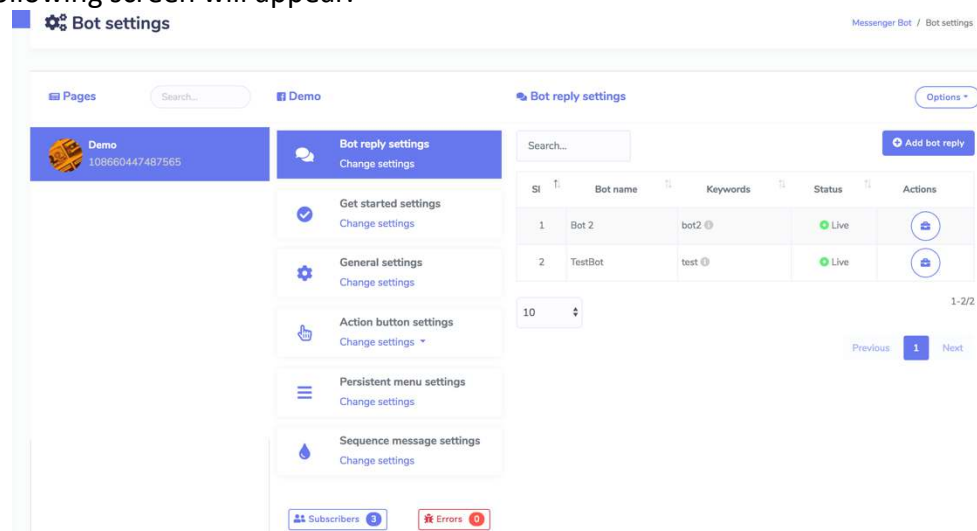 following screen will appear:
Bot settings
Messenger Bot / Bot settings
Pages
Search...
Demo
108660447487565
Demo
Bot reply settings
Change settings
Get started settings
Change settings
General settings
Change settings
Action button settings
Change settings
Persistent menu settings
Change settings
Sequence message settings
Change settings
Subscribers 3
Errors 0
Bot reply settings
Options
Search...
Add bot reply
Sl Bot name Keywords Status Actions
1 Bot 2 bot2 Live
2 TestBot test Live
10
1-2/2
Previous 1 Next